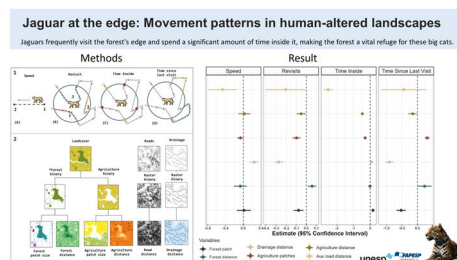 Jaguar at the edge: Movement patterns in human-altered landscapes
Jaguars frequently visit the forest's edge and spend a significant amount of time inside it, making the forest a vital refuge for these big cats.
Methods
Result
1
Speed
Revisit
Time Inside
Time since last visit
(A)
(B)
(C)
(D)
2
Landcover
Roads
Drainage
*Forest binary
Agriculture binary
Raster binary
Raster binary
Forest patch size
Forest distance
Agriculture patch size
Agriculture distance
Road distance
Drainage distance
Speed
Revisits
Time Inside
Time Since Last Visit
Estimate (95% Confidence Interval)
Variables
Forest patch
Drainage distance
Agriculture distance
Forest distance
Agriculture patches
Aux road distance
unesp
FAPESP